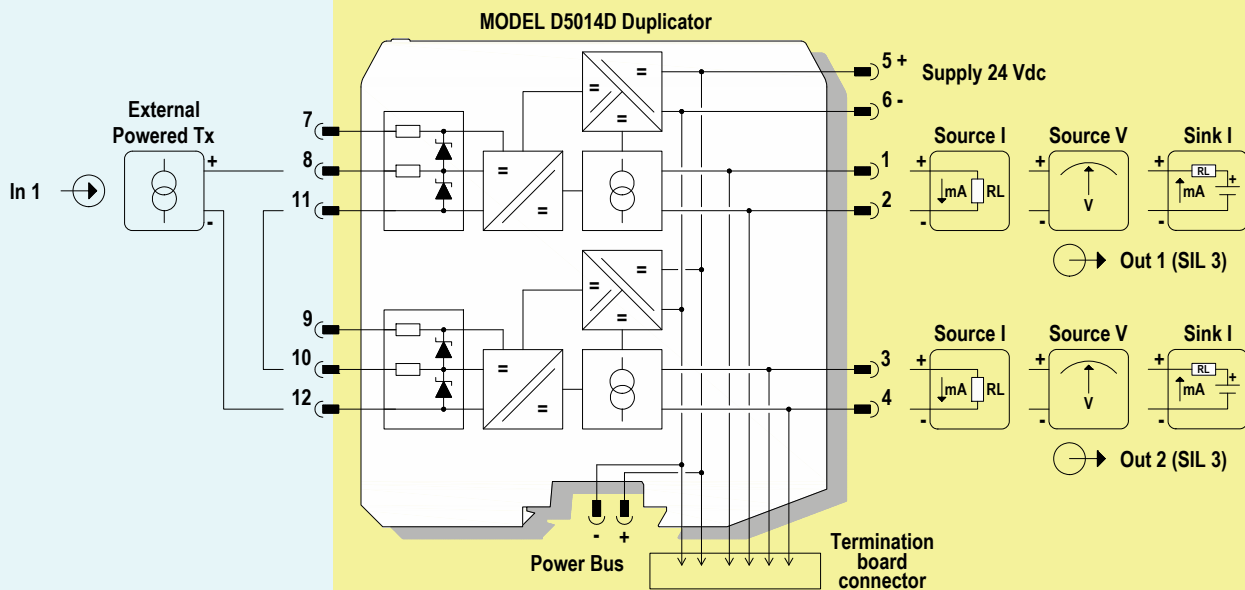 MODEL D5014D Duplicator
5 +
Supply 24 Vdc
6 -
External
Powered Tx
7
8
11
+
-
In 1
1
2
Source I
Source V
Sink I
+
mA
RL
-
+
V
-
+
RL
+
mA
-
Out 1 (SIL 3)
9
10
12
3
4
Source I
Source V
Sink I
+
mA
RL
-
+
V
-
+
RL
+
mA
-
Out 2 (SIL 3)
- +
Power Bus
Termination
board
connector